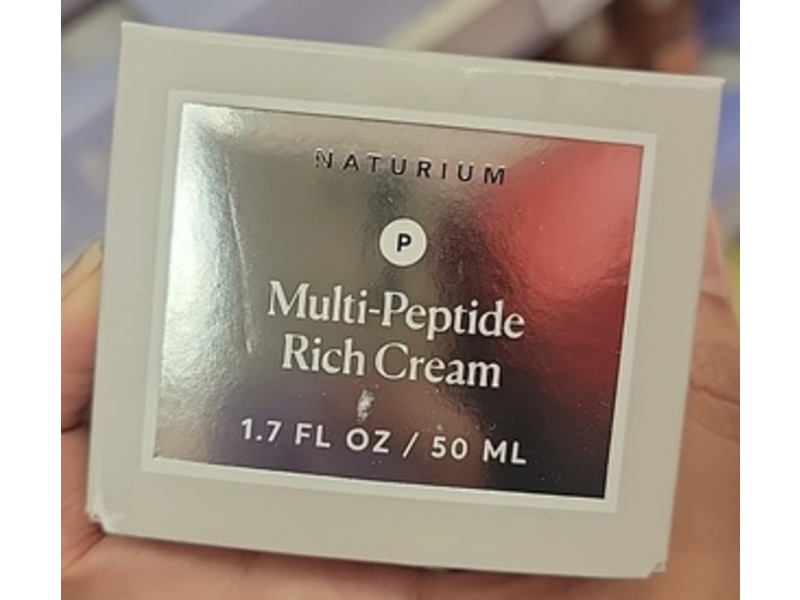 NATURIUM
P
Multi-Peptide
Rich Cream
1.7 FL OZ / 50 ML